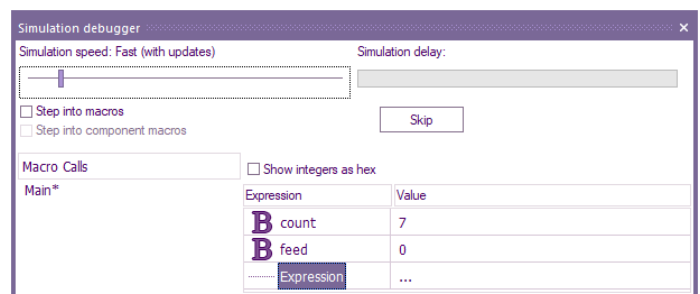 Simulation debugger
Simulation speed: Fast (with updates)
Simulation delay:
Step into macros
Step into component macros
Skip
Macro Calls
Main*
Show integers as hex
Expression Value
B count 7
B feed 0
Expression ...